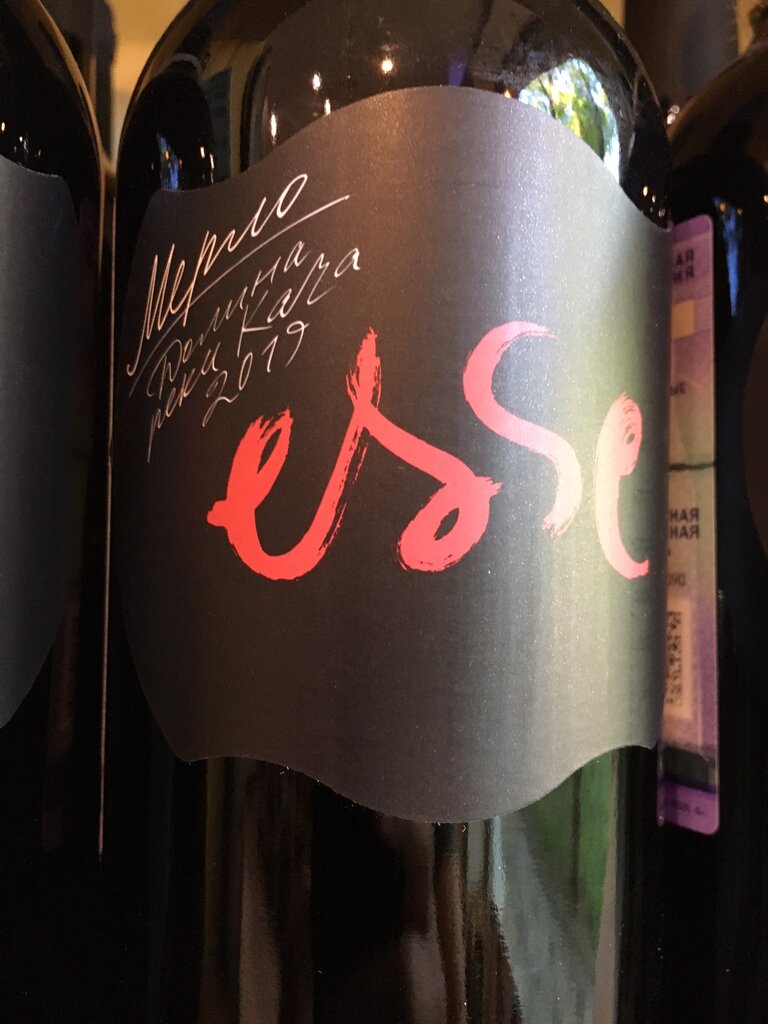 Мерло
Долина
реки Кача
2019
esse